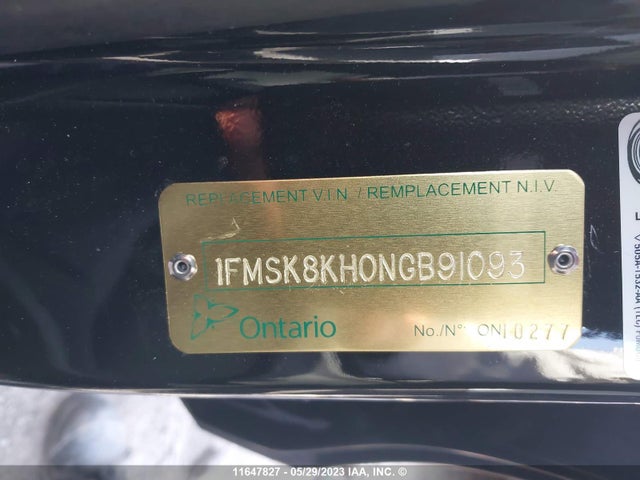 REPLACEMENT V.I.N. / REMPLACEMENT N.I.V.
1FMSK8KH0NGB91093
Ontario
No./N°: ON10277
11647827 - 05/29/2023 IAA, INC. ©